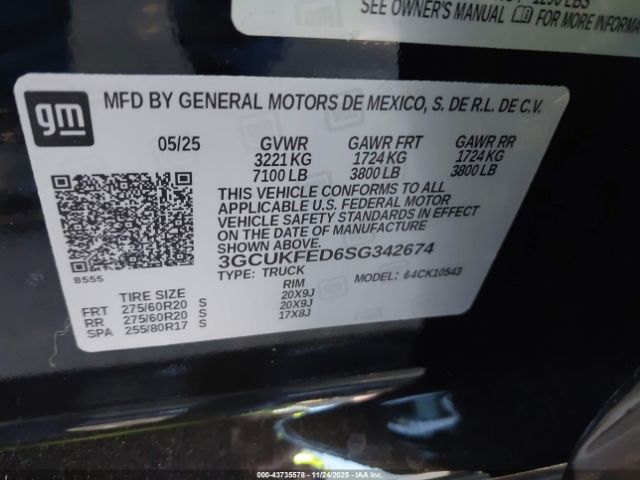 1290 LBS
SEE OWNER'S MANUAL FOR MORE INFORMA
gm
MFD BY GENERAL MOTORS DE MEXICO, S. DE R.L. DE C.V.
05/25 GVWR GAWR FRT GAWR RR
3221 KG 1724 KG 1724 KG
7100 LB 3800 LB 3800 LB
THIS VEHICLE CONFORMS TO ALL
APPLICABLE U.S. FEDERAL MOTOR
VEHICLE SAFETY STANDARDS IN EFFECT
ON THE DATE OF MANUFACTURE
SHOWN ABOVE.
3GCUKFED6SG342674
8555
TYPE: TRUCK MODEL: 64CK10543
TIRE SIZE RIM
FRT 275/60R20 S 20X9J
RR 275/60R20 S 20X9J
SPA 255/80R17 S 17X8J
000-43735578 --- 11/24/2025 --- IAA Inc.